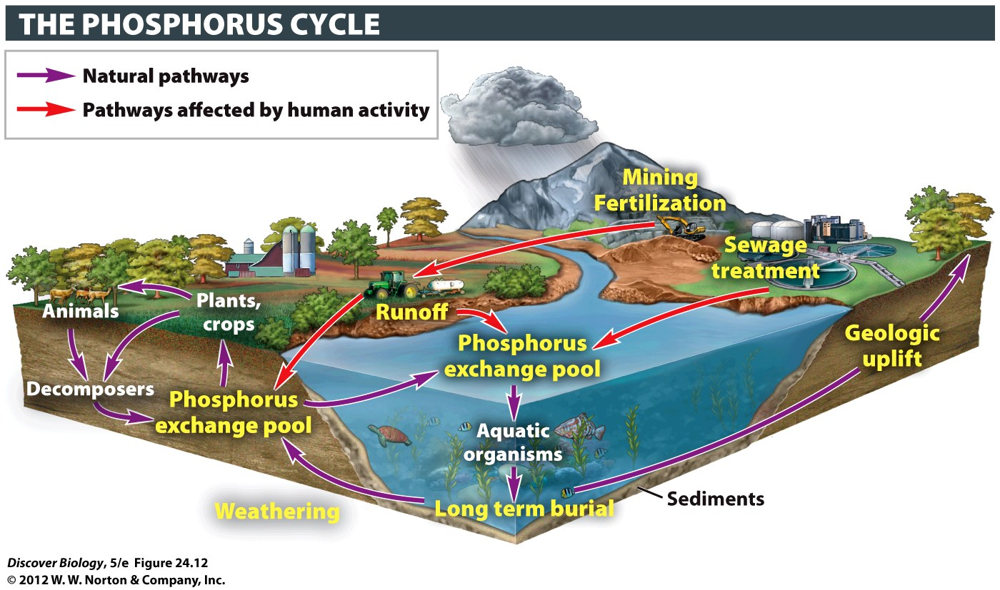 THE PHOSPHORUS CYCLE
Natural pathways
Pathways affected by human activity
Mining
Fertilization
Sewage
treatment
Animals
Plants,
crops
Runoff
Phosphorus
exchange pool
Geologic
uplift
Decomposers
Phosphorus
exchange pool
Aquatic
organisms
Weathering
Long term burial
Sediments
Discover Biology, 5/e Figure 24.12
© 2012 W. W. Norton & Company, Inc.